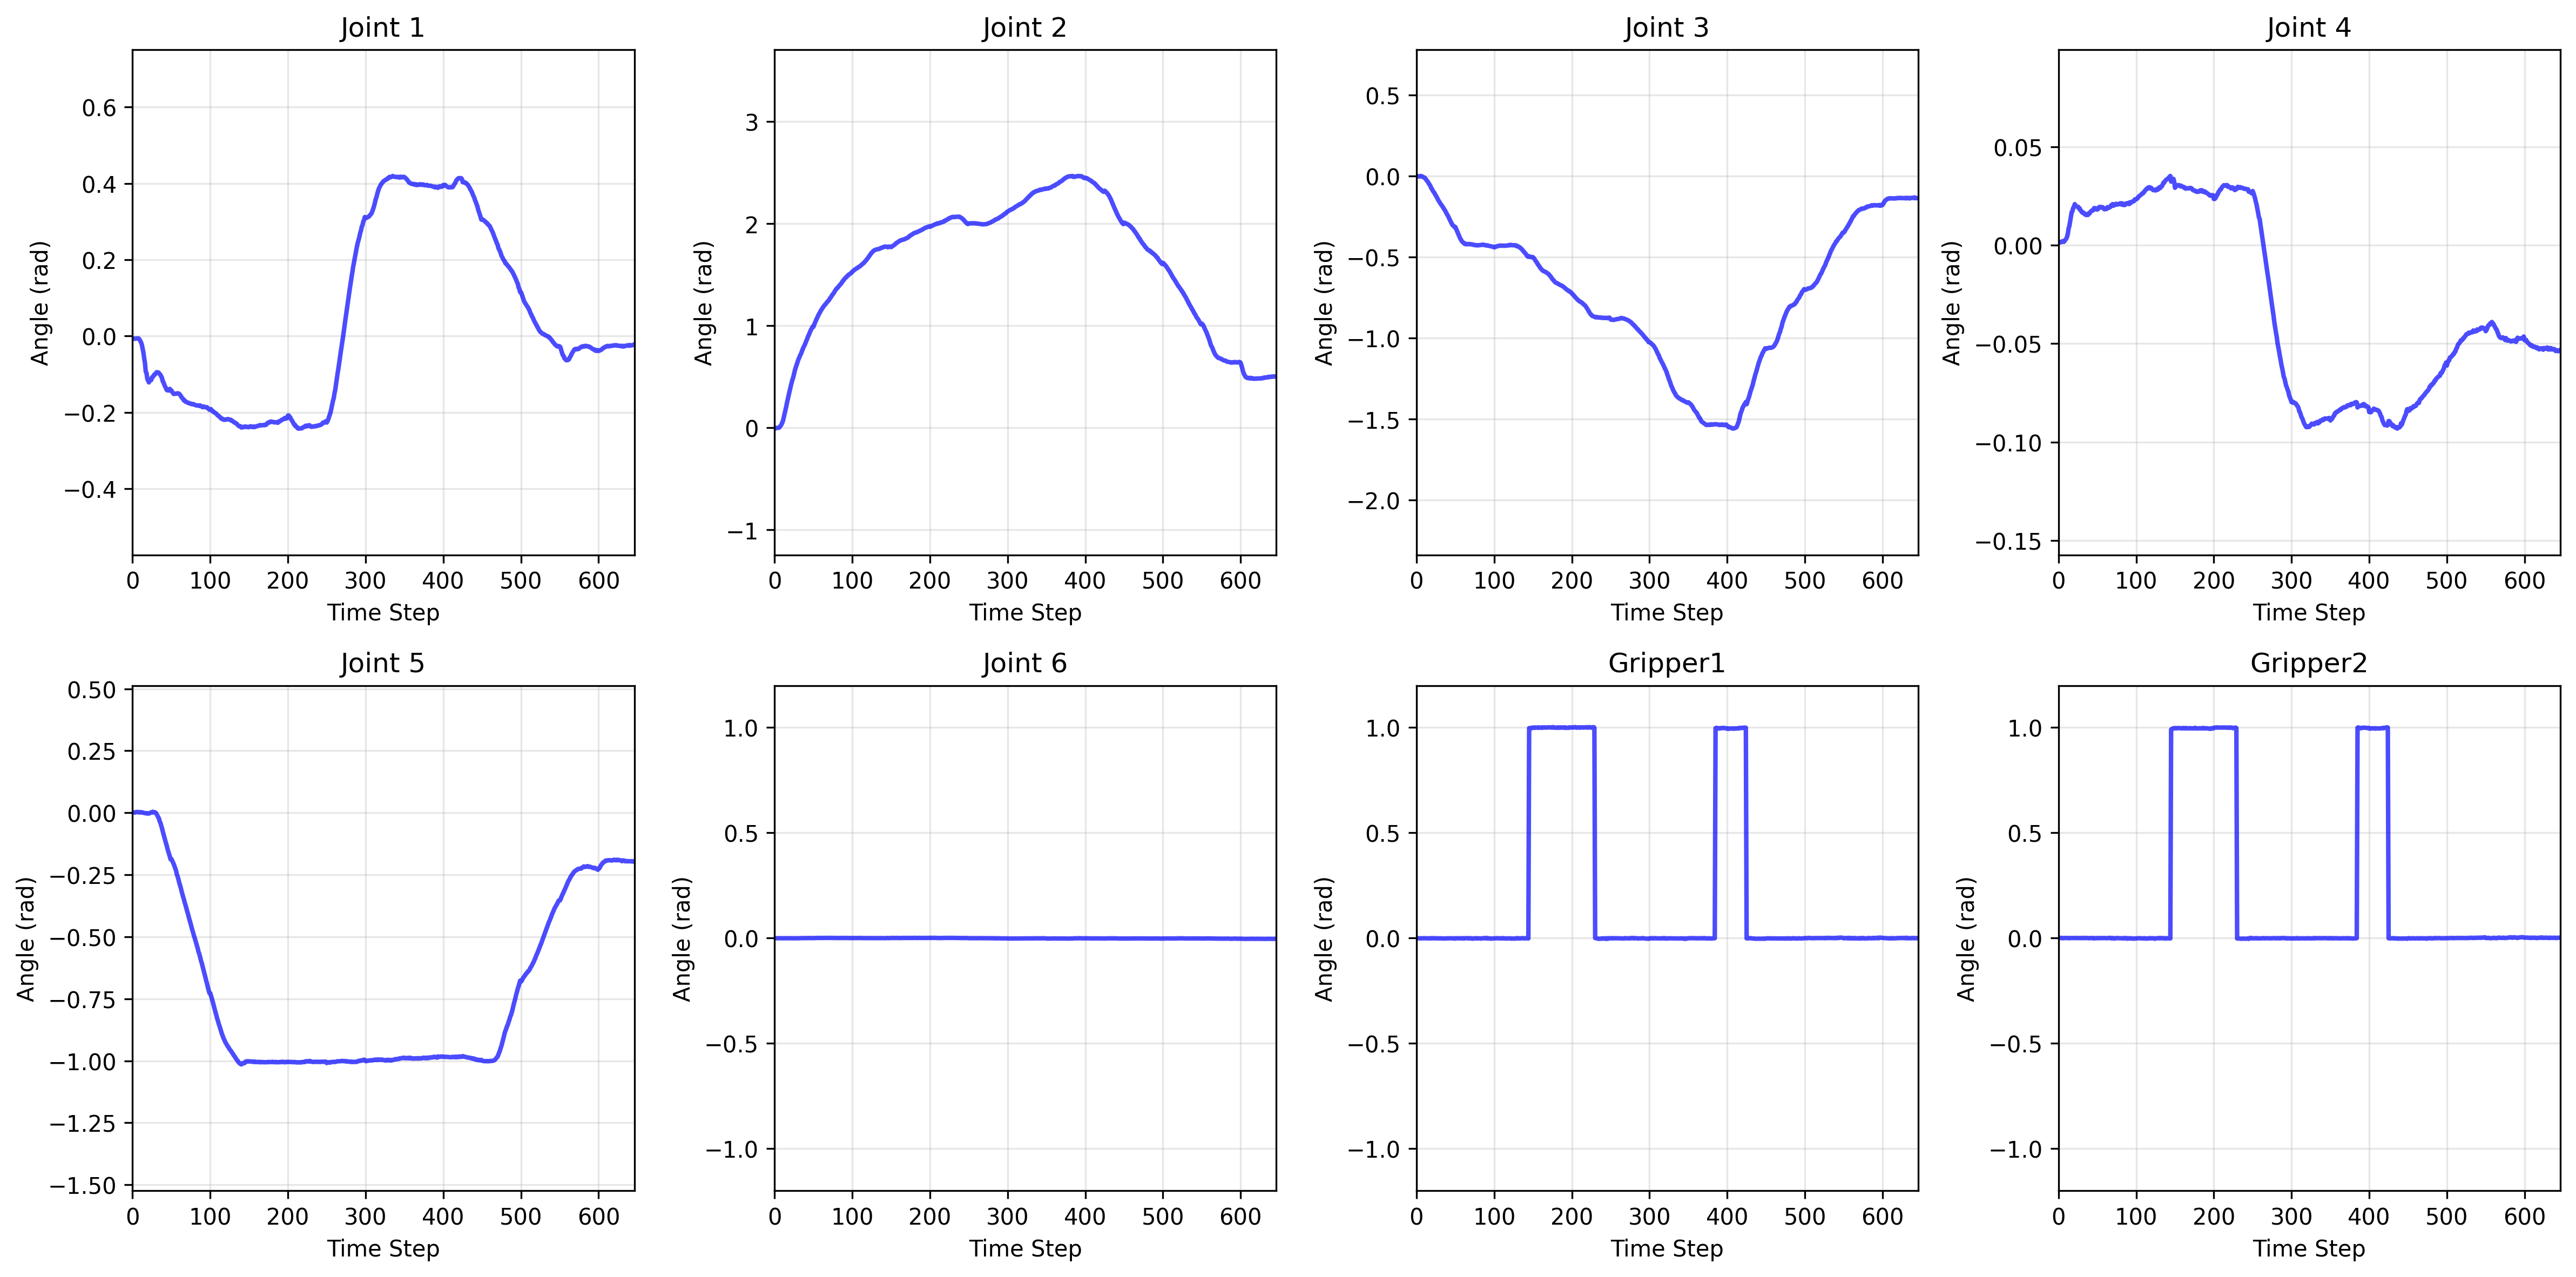 Joint 1
Joint 2
Joint 3
Joint 4
0.6
0.4
0.2
0.0
−0.2
−0.4
Angle (rad)
0 100 200 300 400 500 600
Time Step
3
2
1
0
−1
Angle (rad)
0 100 200 300 400 500 600
Time Step
0.5
0.0
−0.5
−1.0
−1.5
−2.0
Angle (rad)
0 100 200 300 400 500 600
Time Step
0.05
0.00
−0.05
−0.10
−0.15
Angle (rad)
0 100 200 300 400 500 600
Time Step
Joint 5
Joint 6
Gripper1
Gripper2
0.50
0.25
0.00
−0.25
−0.50
−0.75
−1.00
−1.25
−1.50
Angle (rad)
0 100 200 300 400 500 600
Time Step
1.0
0.5
0.0
−0.5
−1.0
Angle (rad)
0 100 200 300 400 500 600
Time Step
1.0
0.5
0.0
−0.5
−1.0
Angle (rad)
0 100 200 300 400 500 600
Time Step
1.0
0.5
0.0
−0.5
−1.0
Angle (rad)
0 100 200 300 400 500 600
Time Step